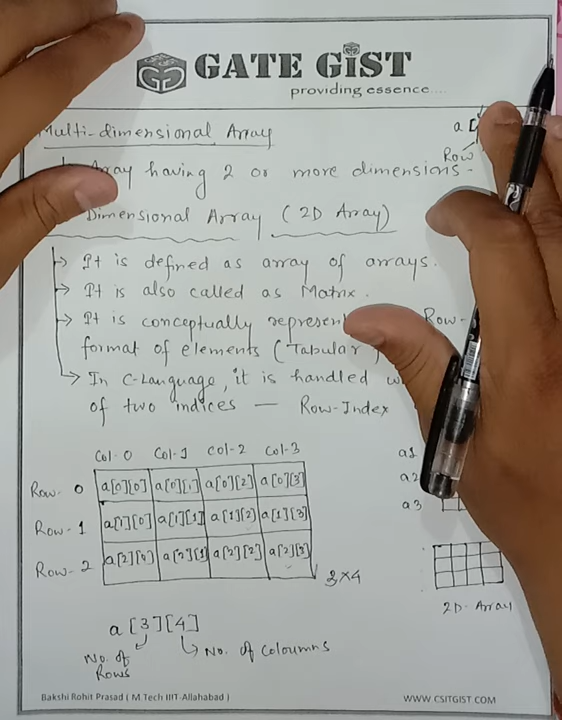 GATE GiST
providing essence....
Multi-dimensional Array
a [
Row
Array having 2 or more dimensions.
Dimensional Array (2D Array)
→ It is defined as array of arrays.
→ It is also called as Matrix.
→ It is conceptually represen Row-
format of elements (Tabular)
→ In C-Language, it is handled w
of two indices — Row-Index
Col-0 Col-1 Col-2 Col-3
Row-0 a[0][0] a[0][1] a[0][2] a[0][3]
Row-1 a[1][0] a[1][1] a[1][2] a[1][3]
Row-2 a[2][0] a[2][1] a[2][2] a[2][3]
3×4
a1
a2
a3
2D-Array
a [3][4]
No. of Rows
No. of Coloumns
Bakshi Rohit Prasad ( M.Tech IIIT-Allahabad )
WWW.CSITGIST.COM